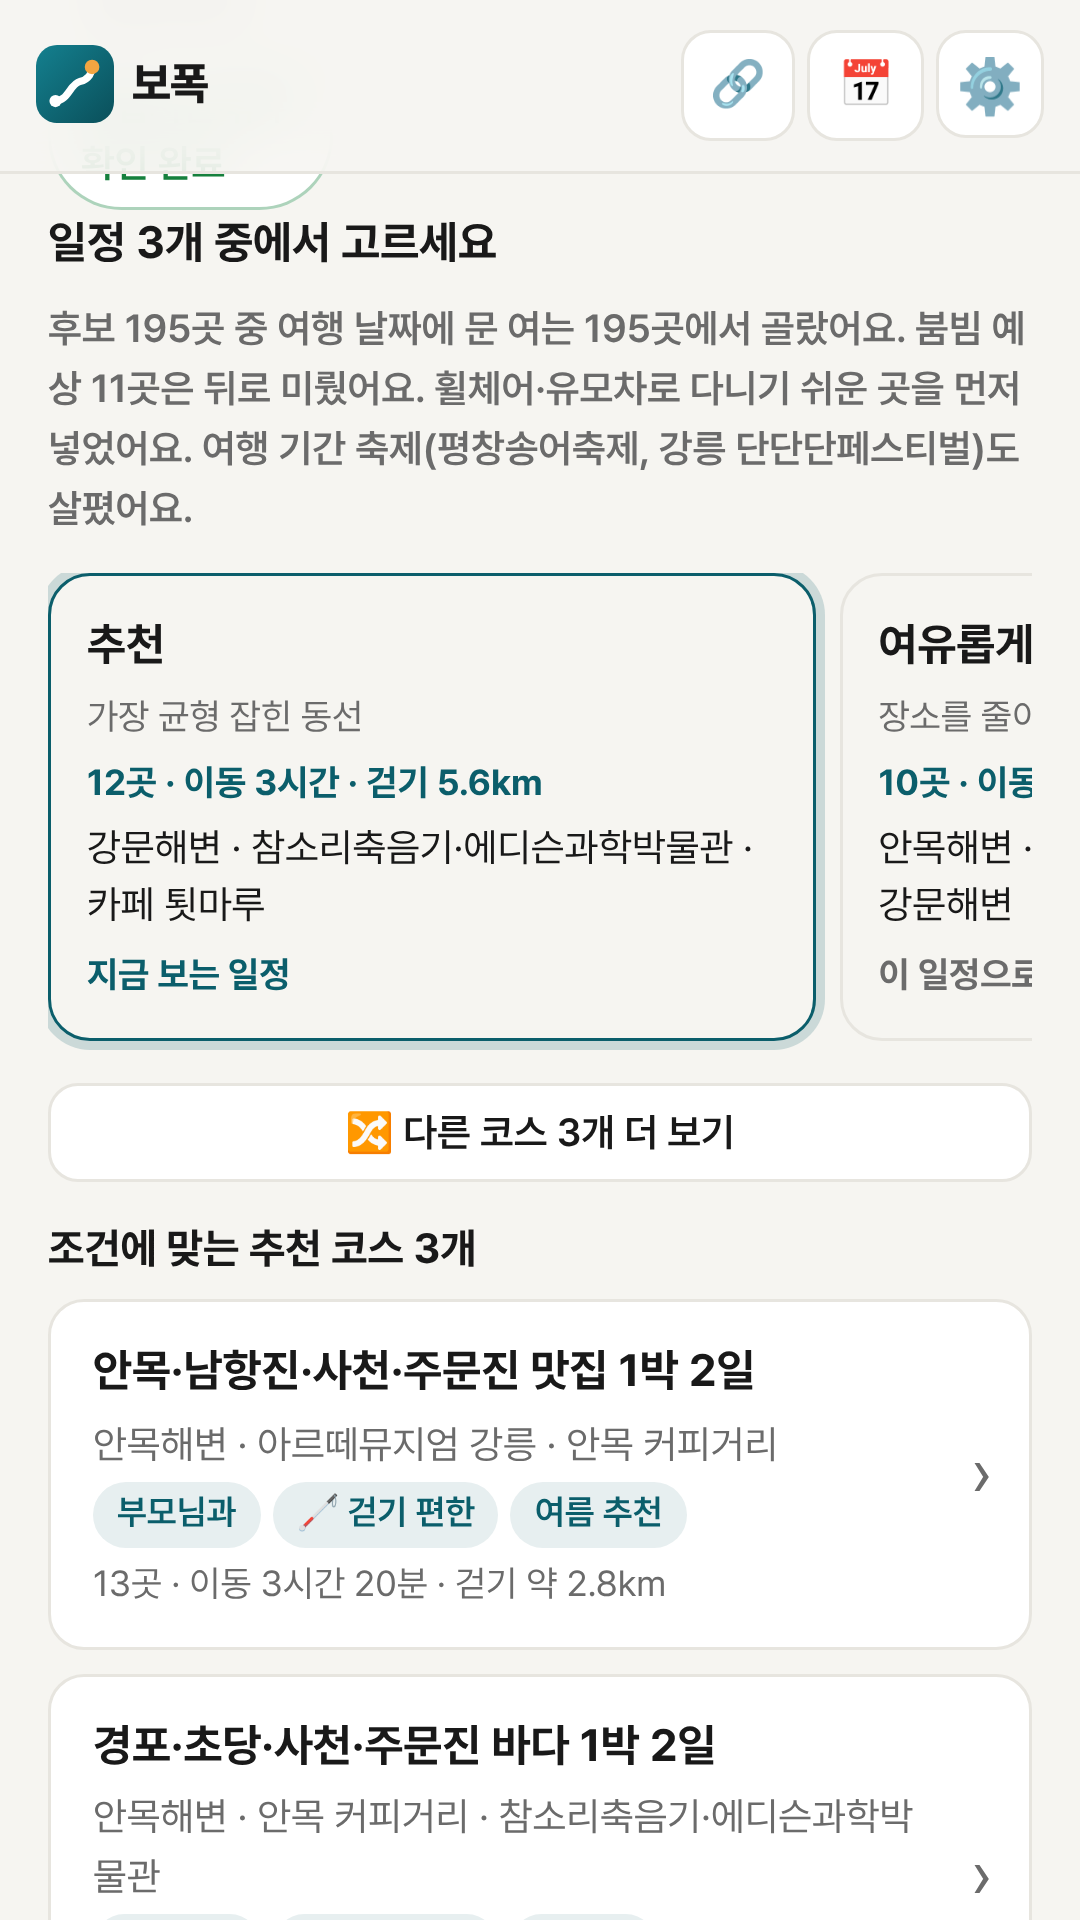 보폭
July
17
확인 완료
일정 3개 중에서 고르세요
후보 195곳 중 여행 날짜에 문 여는 195곳에서 골랐어요. 붐빔 예
상 11곳은 뒤로 미뤘어요. 휠체어·유모차로 다니기 쉬운 곳을 먼저
넣었어요. 여행 기간 축제(평창송어축제, 강릉 단단단페스티벌)도
살폈어요.
추천
가장 균형 잡힌 동선
12곳 · 이동 3시간 · 걷기 5.6km
강문해변 · 참소리축음기·에디슨과학박물관 ·
카페 툇마루
지금 보는 일정
여유롭게
장소를 줄이
10곳 · 이동
안목해변 ·
강문해변
이 일정으로
다른 코스 3개 더 보기
조건에 맞는 추천 코스 3개
안목·남항진·사천·주문진 맛집 1박 2일
안목해변 · 아르떼뮤지엄 강릉 · 안목 커피거리
부모님과 걷기 편한 여름 추천
13곳 · 이동 3시간 20분 · 걷기 약 2.8km
경포·초당·사천·주문진 바다 1박 2일
안목해변 · 안목 커피거리 · 참소리축음기·에디슨과학박
물관